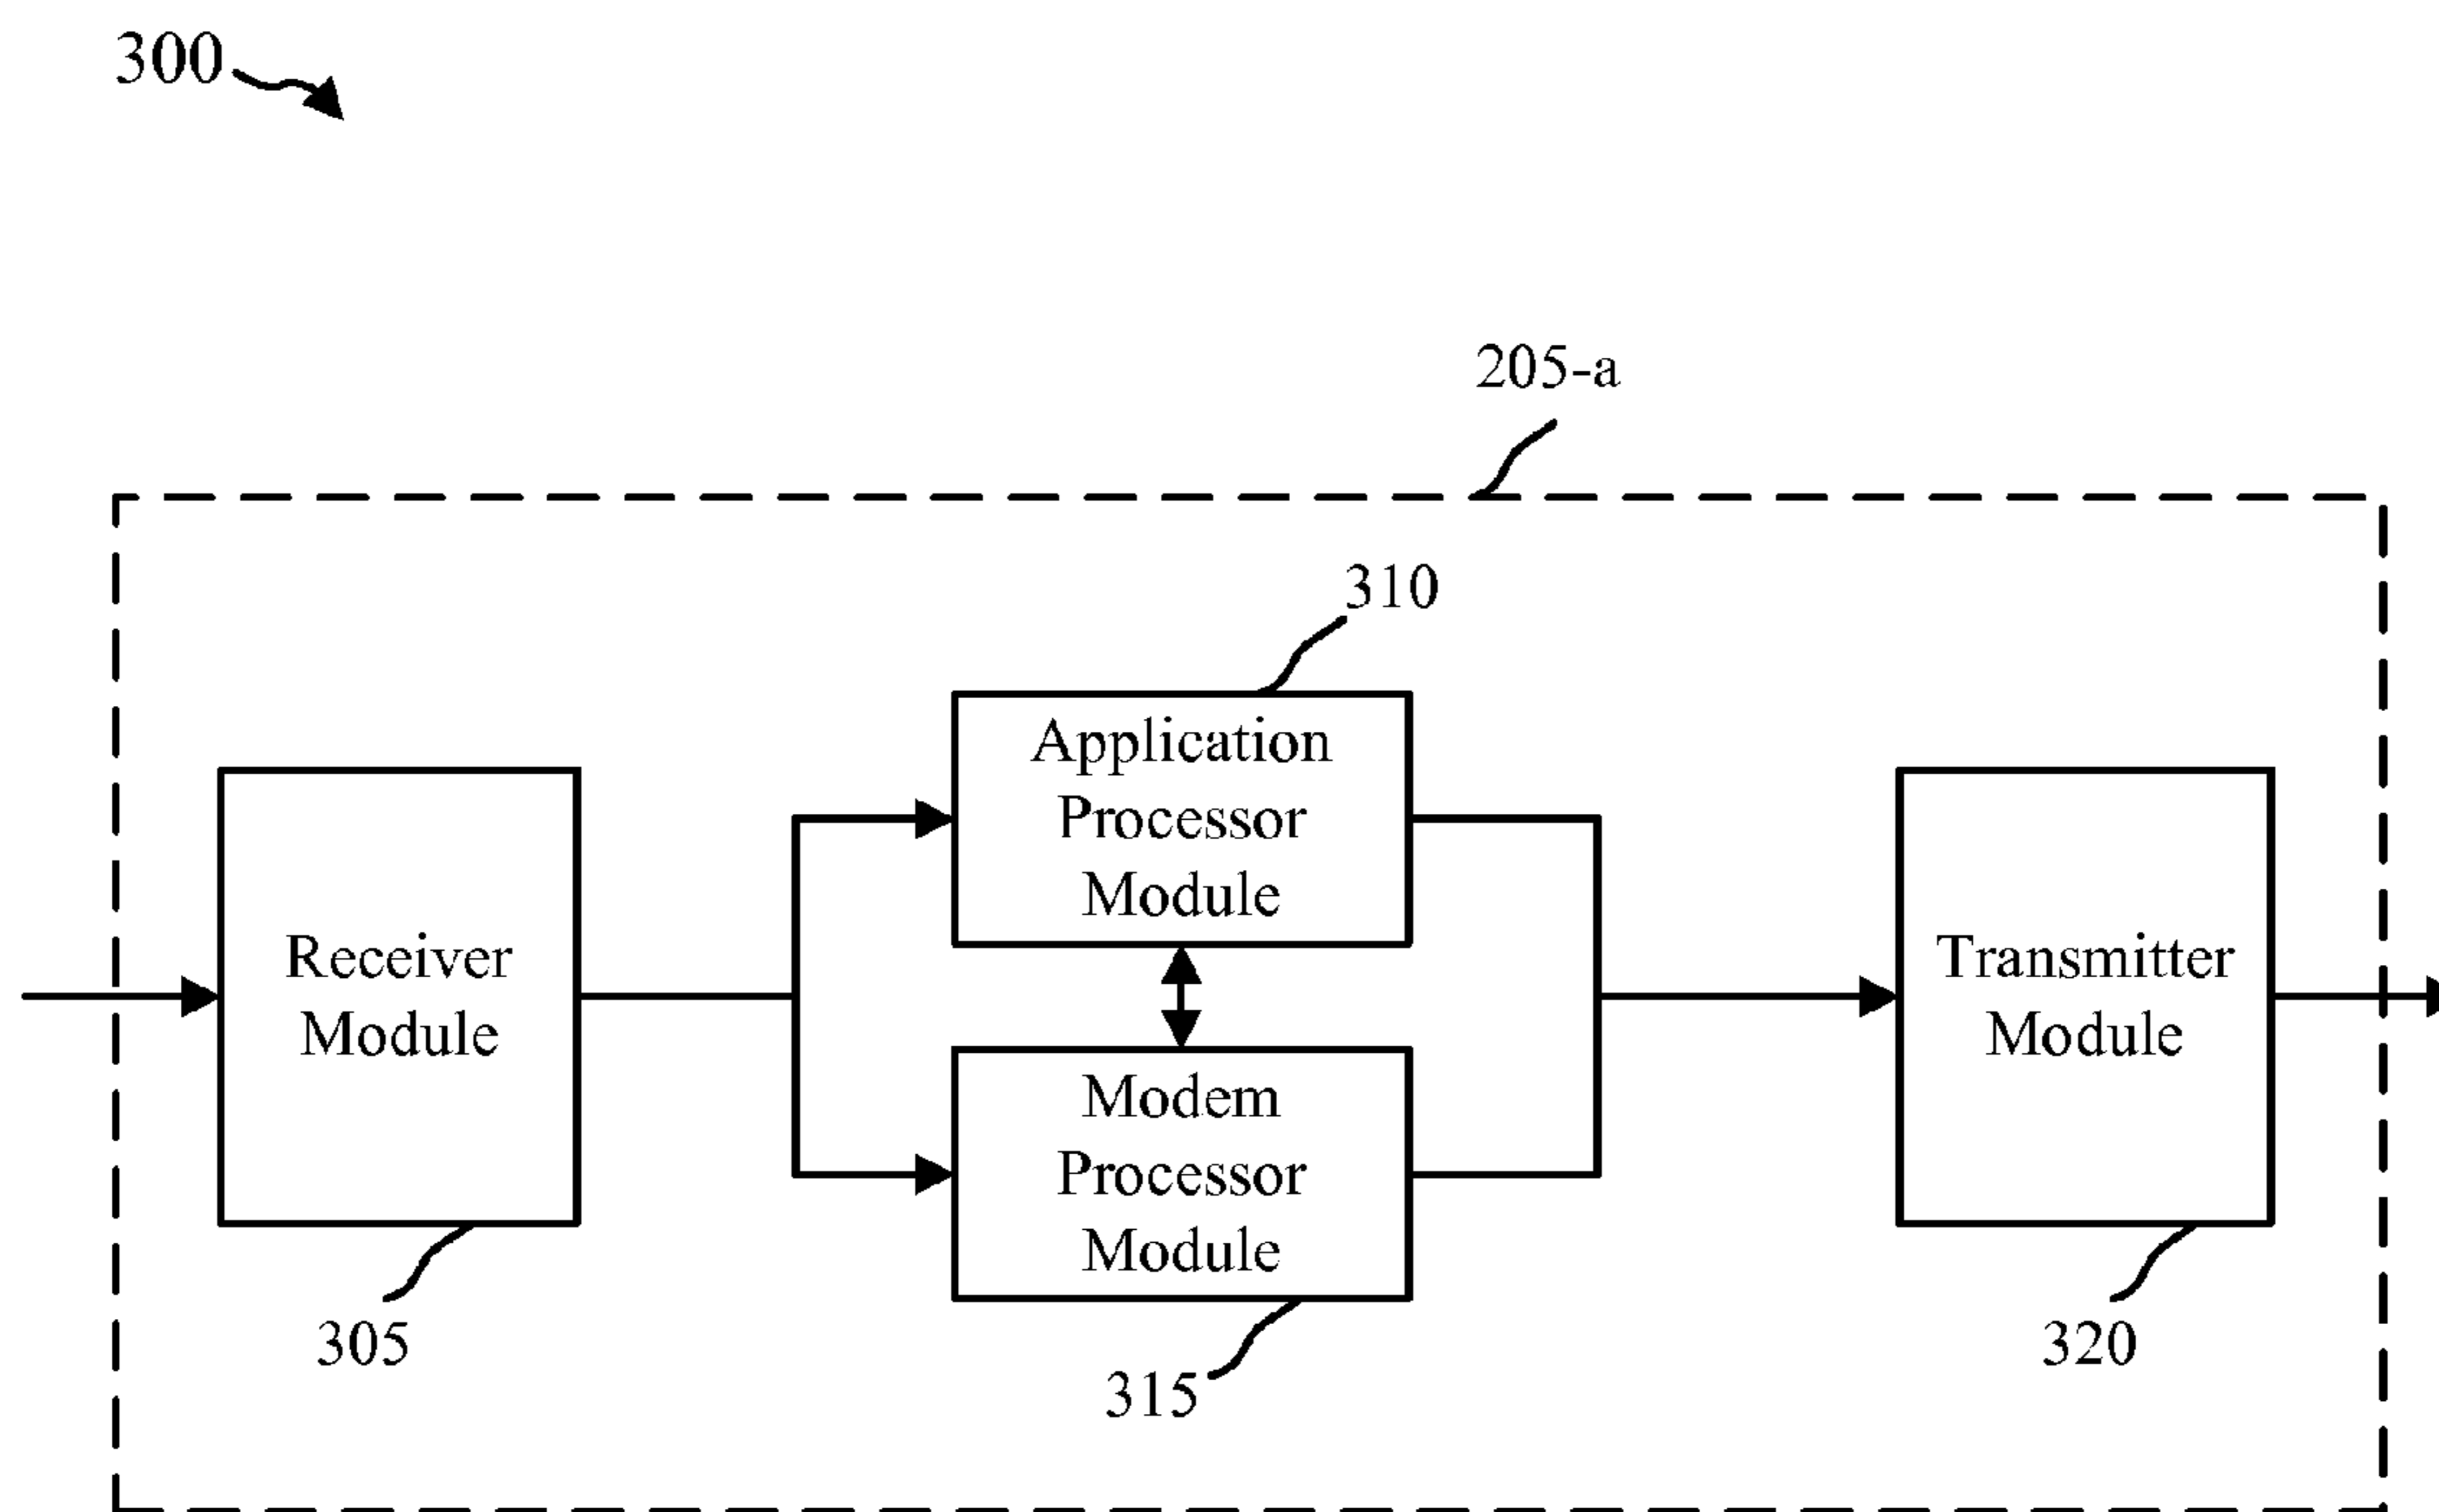 300
205-a
310
Application
Processor
Module
Receiver
Module
Transmitter
Module
Modem
Processor
Module
305
315
320